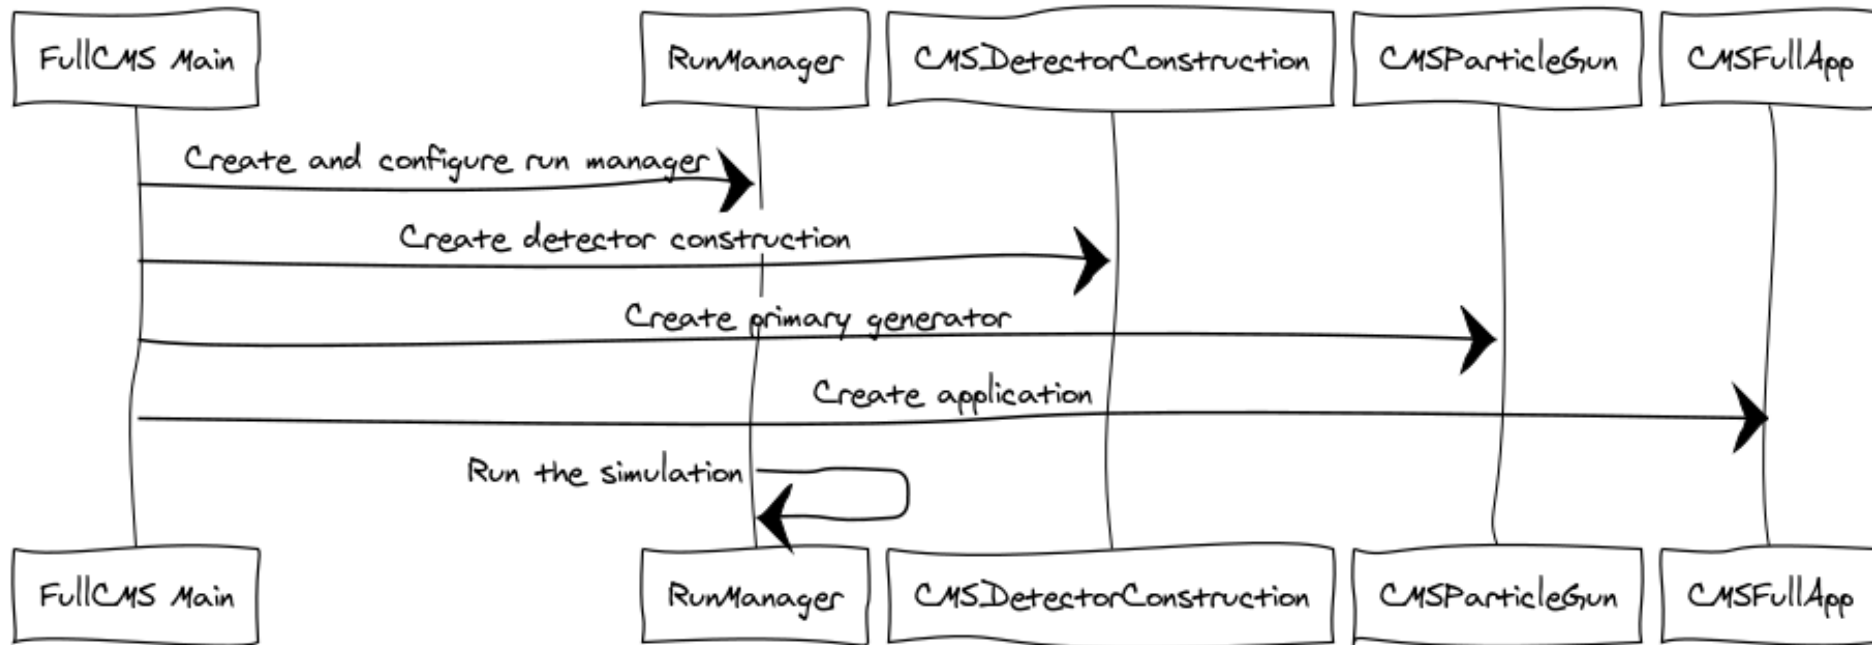 FullCMS Main
RunManager
CMSDetectorConstruction
CMSParticleGun
CMSFullApp
Create and configure run manager
Create detector construction
Create primary generator
Create application
Run the simulation
FullCMS Main
RunManager
CMSDetectorConstruction
CMSParticleGun
CMSFullApp